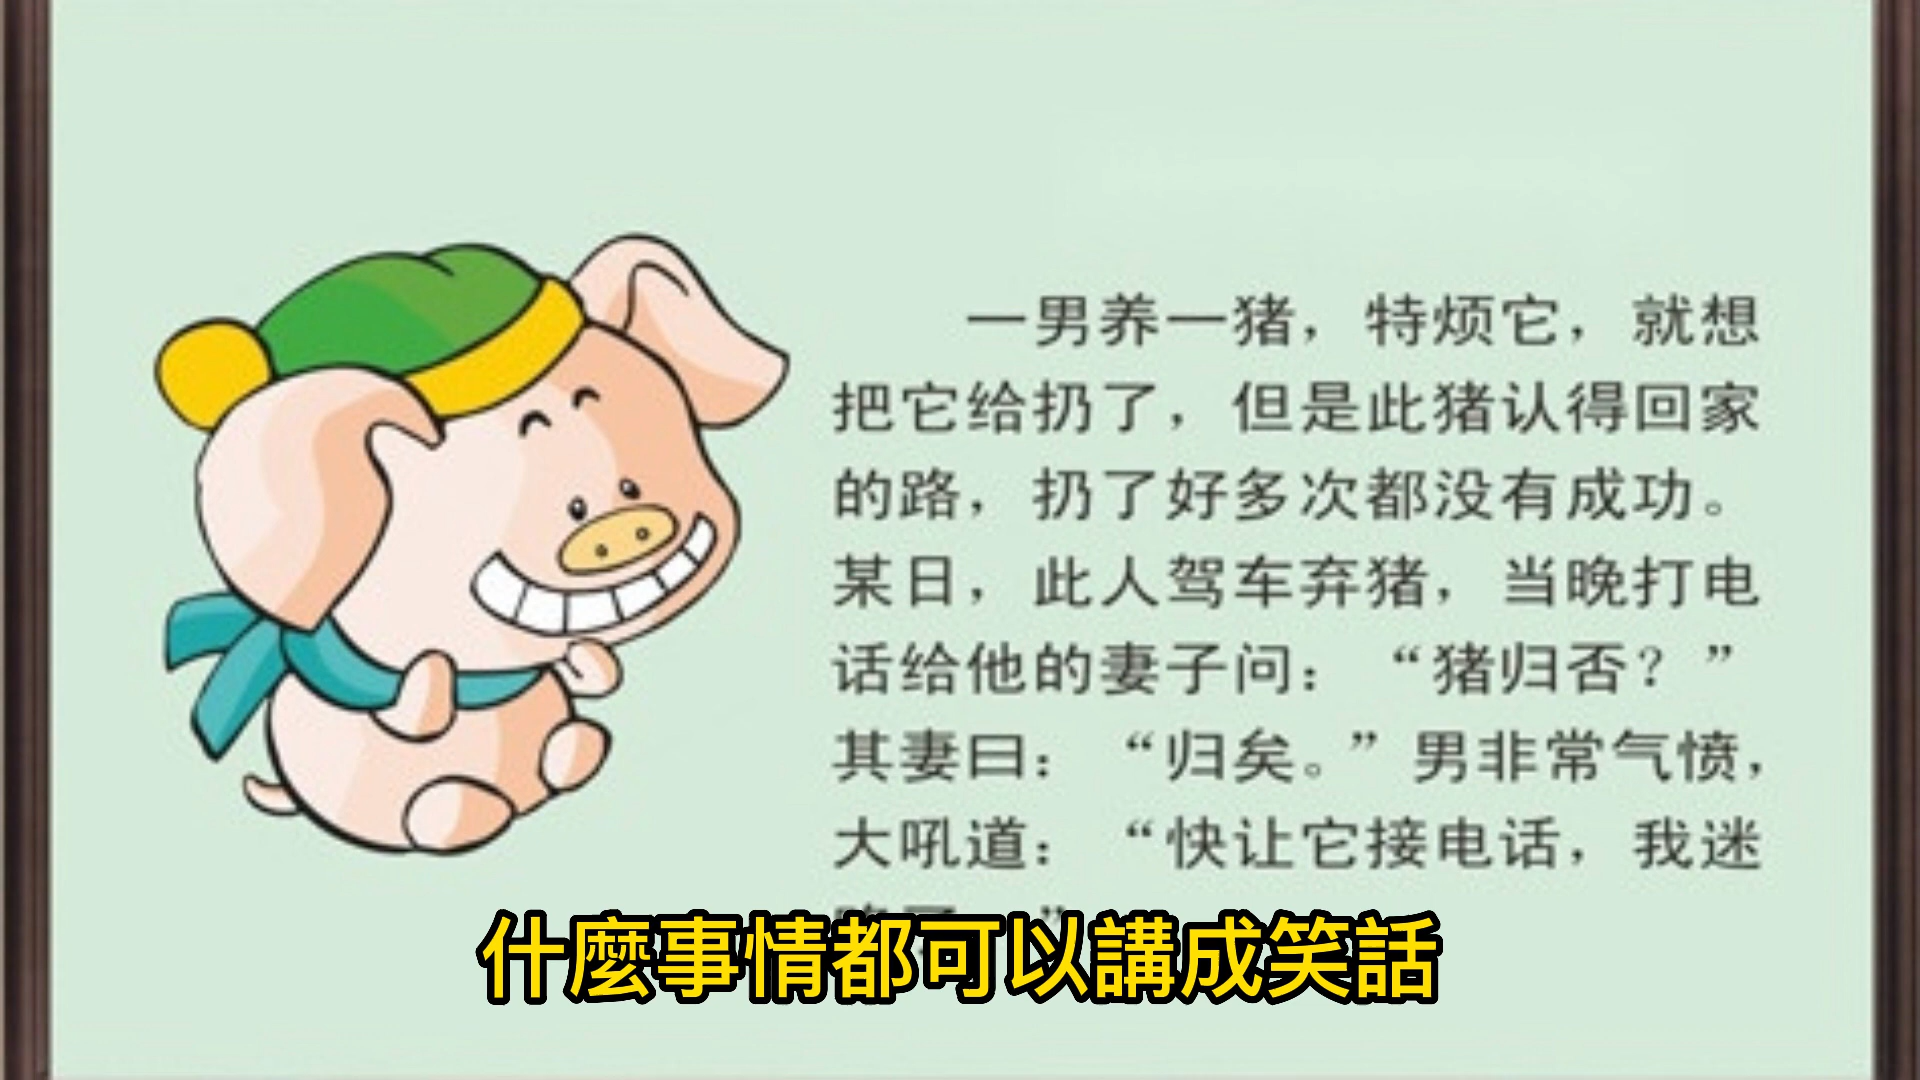 一男养一猪，特烦它，就想
把它给扔了，但是此猪认得回家
的路，扔了好多次都没有成功。
某日，此人驾车弃猪，当晚打电
话给他的妻子问：“猪归否？”
其妻曰：“归矣。”男非常气愤，
大吼道：“快让它接电话，我迷
什麼事情都可以講成笑話